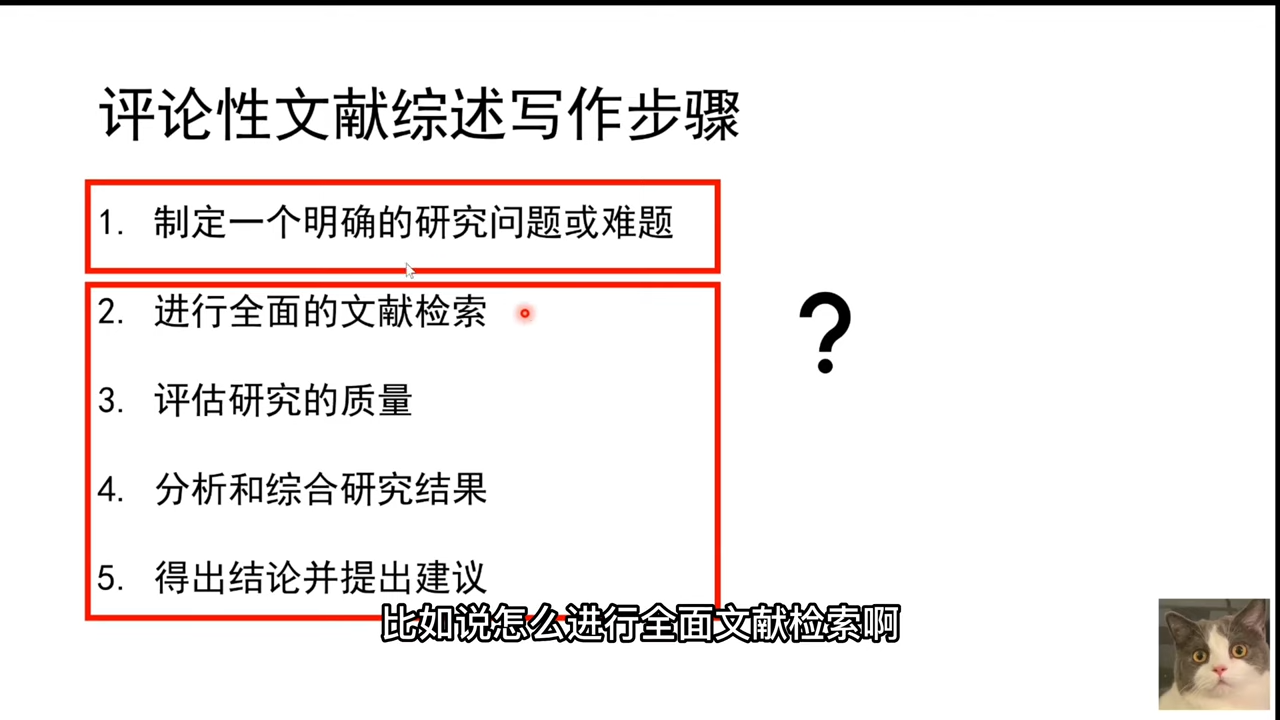 评论性文献综述写作步骤
1. 制定一个明确的研究问题或难题
2. 进行全面的文献检索
?
3. 评估研究的质量
4. 分析和综合研究结果
5. 得出结论并提出建议
比如说怎么进行全面文献检索啊